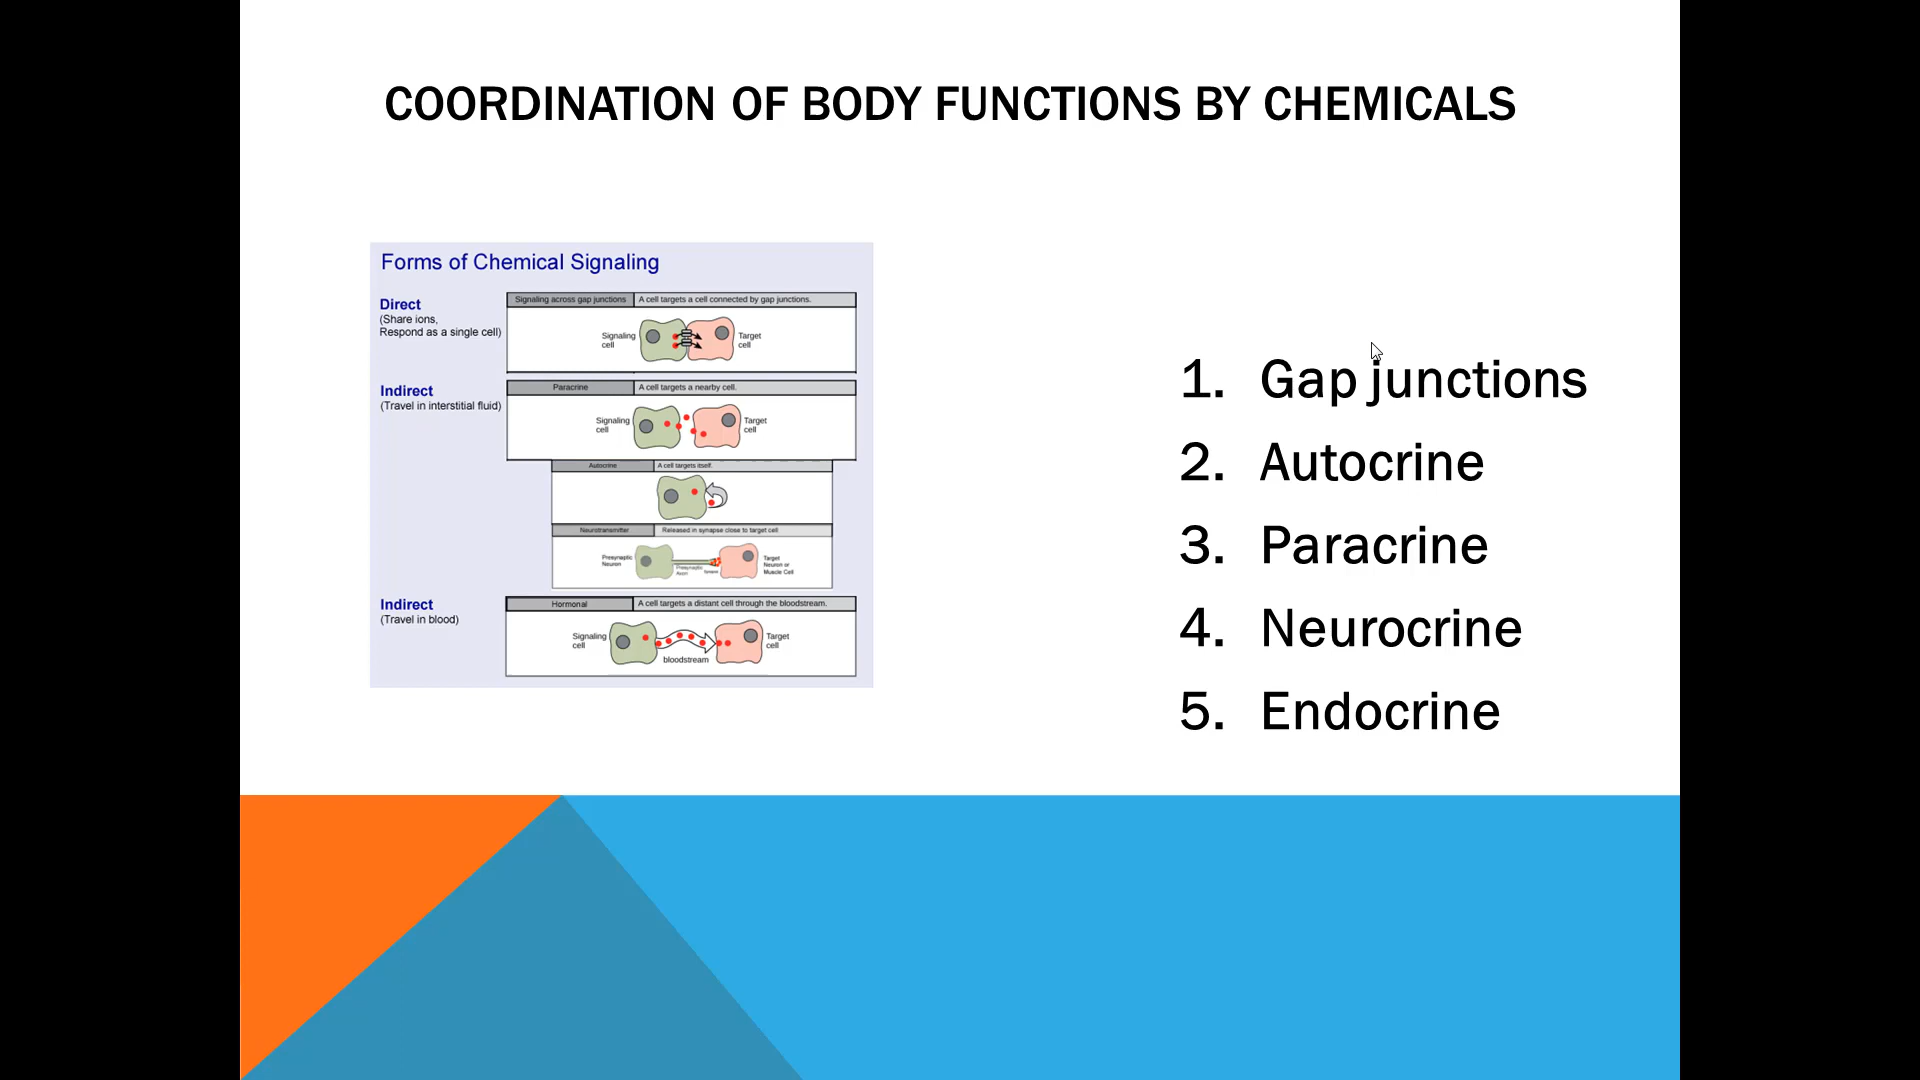 COORDINATION OF BODY FUNCTIONS BY CHEMICALS
Forms of Chemical Signaling
Direct
(Share ions,
Respond as a single cell)
Signaling across gap junctions
A cell targets a cell connected by gap junctions.
Signaling
cell
Target
cell
Indirect
(Travel in interstitial fluid)
Paracrine
A cell targets a nearby cell.
Signaling
cell
Target
cell
Autocrine
A cell targets itself.
Neurotransmitter
Released in synapse close to target cell
Presynaptic
Neuron
Presynaptic
Axon
Synapse
Target
Neuron or
Muscle Cell
Indirect
(Travel in blood)
Hormonal
A cell targets a distant cell through the bloodstream.
Signaling
cell
bloodstream
Target
cell
1. Gap junctions
2. Autocrine
3. Paracrine
4. Neurocrine
5. Endocrine